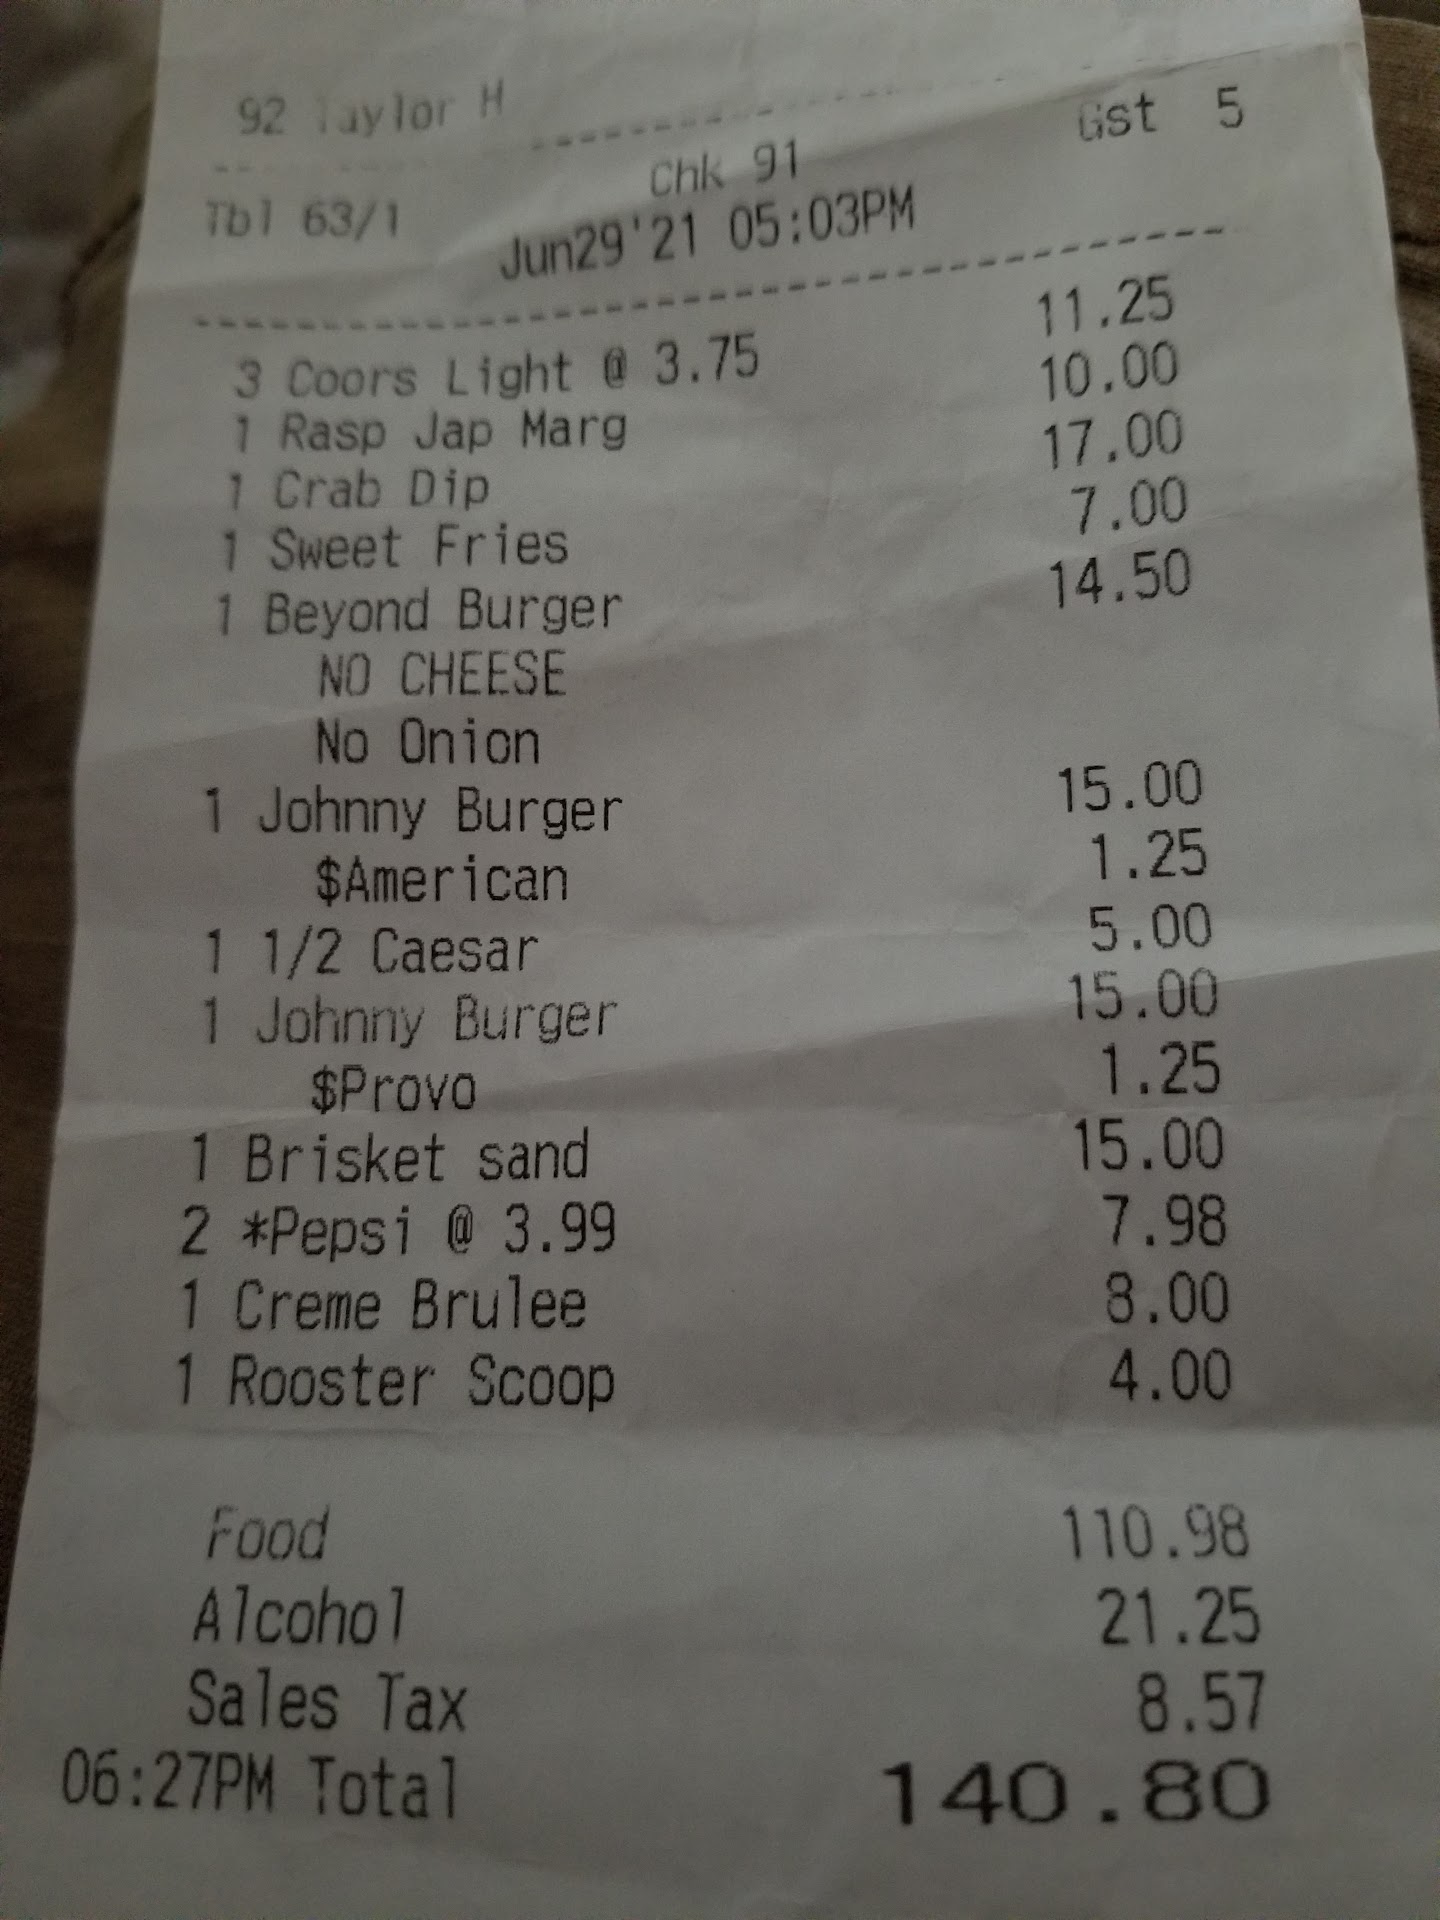 92 Taylor H
Tbl 63/1 Chk 91 Gst 5
Jun29'21 05:03PM
3 Coors Light @ 3.75 11.25
1 Rasp Jap Marg 10.00
1 Crab Dip 17.00
1 Sweet Fries 7.00
1 Beyond Burger 14.50
NO CHEESE
No Onion
1 Johnny Burger 15.00
$American 1.25
1 1/2 Caesar 5.00
1 Johnny Burger 15.00
$Provo 1.25
1 Brisket sand 15.00
2 *Pepsi @ 3.99 7.98
1 Creme Brulee 8.00
1 Rooster Scoop 4.00
Food 110.98
Alcohol 21.25
Sales Tax 8.57
06:27PM Total 140.80